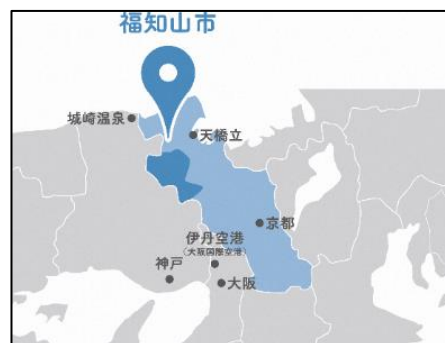 福知山市
城崎温泉
天橋立
京都
伊丹空港
(大阪国際空港)
神戸
大阪